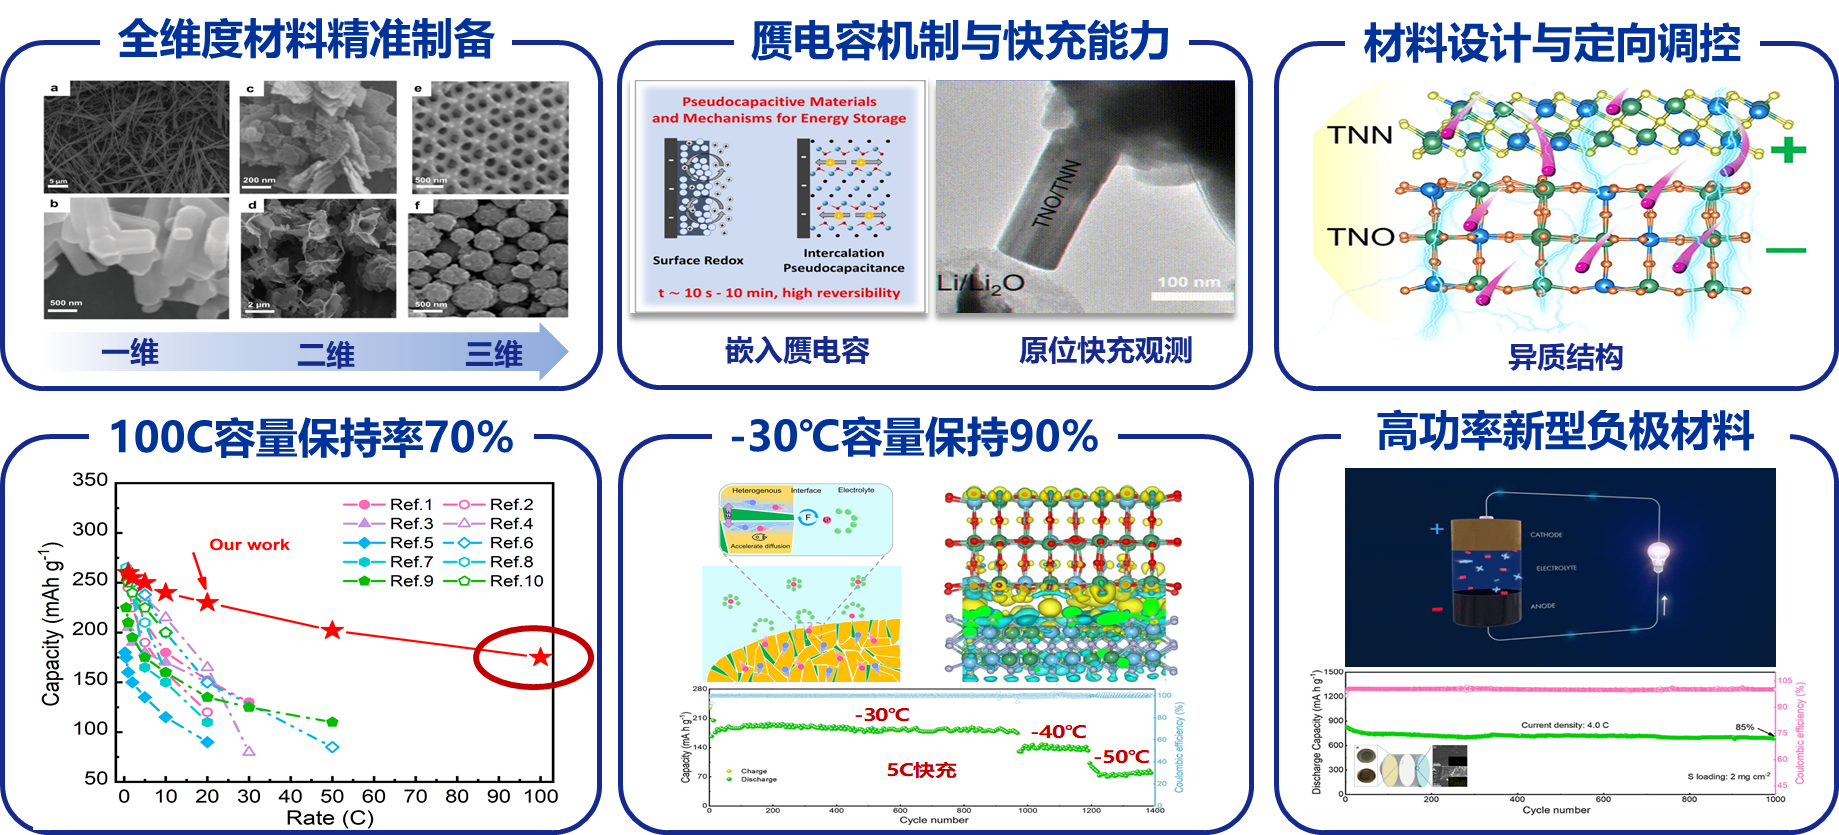 全维度材料精准制备
a
c
e
5 μm
200 nm
500 nm
b
d
f
500 nm
2 μm
500 nm
一维
二维
三维
赝电容机制与快充能力
Pseudocapacitive Materials
and Mechanisms for Energy Storage
Surface Redox
Intercalation
Pseudocapacitance
t ~ 10 s - 10 min, high reversibility
TNO/TNN
Li/Li₂O
100 nm
嵌入赝电容
原位快充观测
材料设计与定向调控
TNN
+
TNO
−
异质结构
100C容量保持率70%
Capacity (mAh g⁻¹)
350
300
250
200
150
100
50
Our work
Ref.1
Ref.2
Ref.3
Ref.4
Ref.5
Ref.6
Ref.7
Ref.8
Ref.9
Ref.10
0 10 20 30 40 50 60 70 80 90 100
Rate (C)
-30℃容量保持90%
Heterogenous
Interface
Electrolyte
F
Accelerate diffusion
Capacity (mA h g⁻¹)
280
210
140
70
0
-30℃
-40℃
-50℃
5C快充
Charge
Discharge
100
80
60
40
20
0
Coulombic efficiency (%)
0 200 400 600 800 1000 1200 1400
Cycle number
高功率新型负极材料
+
CATHODE
ELECTROLYTE
−
ANODE
Discharge Capacity (mAh g⁻¹)
1500
1200
900
600
300
0
Current density: 4.0 C
85%
S loading: 2 mg cm⁻²
105
90
75
60
45
Coulombic efficiency (%)
0 200 400 600 800 1000
Cycle number